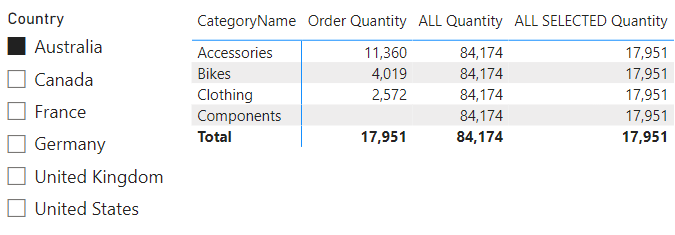 Country
Australia
Canada
France
Germany
United Kingdom
United States
CategoryName Order Quantity ALL Quantity ALL SELECTED Quantity
Accessories 11,360 84,174 17,951
Bikes 4,019 84,174 17,951
Clothing 2,572 84,174 17,951
Components 84,174 17,951
Total 17,951 84,174 17,951